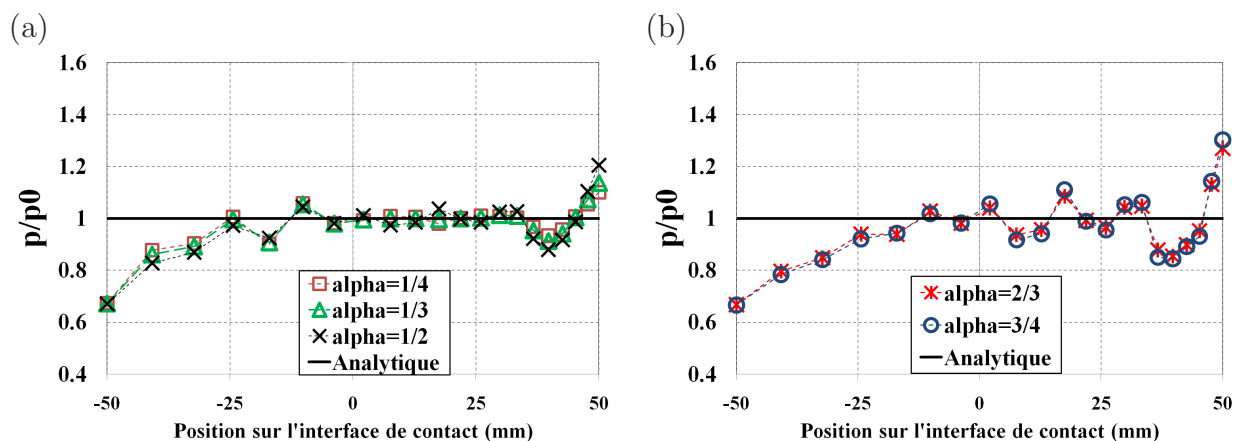 (a)
p/p0
1.6
1.4
1.2
1
0.8
0.6
0.4
-50
-25
0
25
50
Position sur l'interface de contact (mm)
alpha=1/4
alpha=1/3
alpha=1/2
Analytique
(b)
p/p0
1.6
1.4
1.2
1
0.8
0.6
0.4
-50
-25
0
25
50
Position sur l'interface de contact (mm)
alpha=2/3
alpha=3/4
Analytique